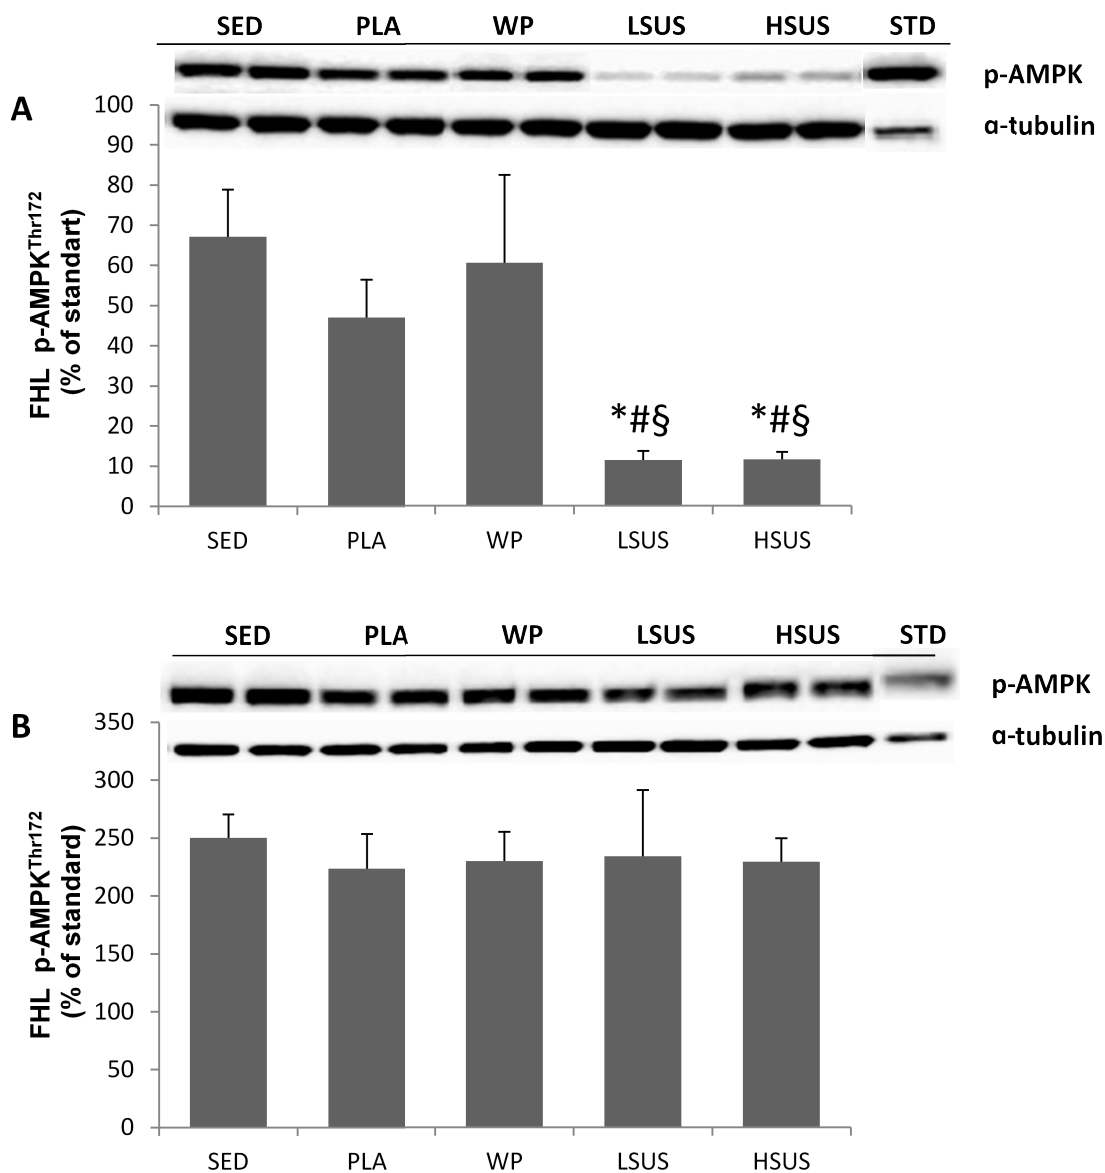 SED PLA WP LSUS HSUS STD
p-AMPK
A
α-tubulin
100
90
80
70
60
50
40
30
20
10
0
FHL p-AMPKThr172
(% of standart)
*#§ *#§
SED PLA WP LSUS HSUS
SED PLA WP LSUS HSUS STD
p-AMPK
B
α-tubulin
350
300
250
200
150
100
50
0
FHL p-AMPKThr172
(% of standard)
SED PLA WP LSUS HSUS